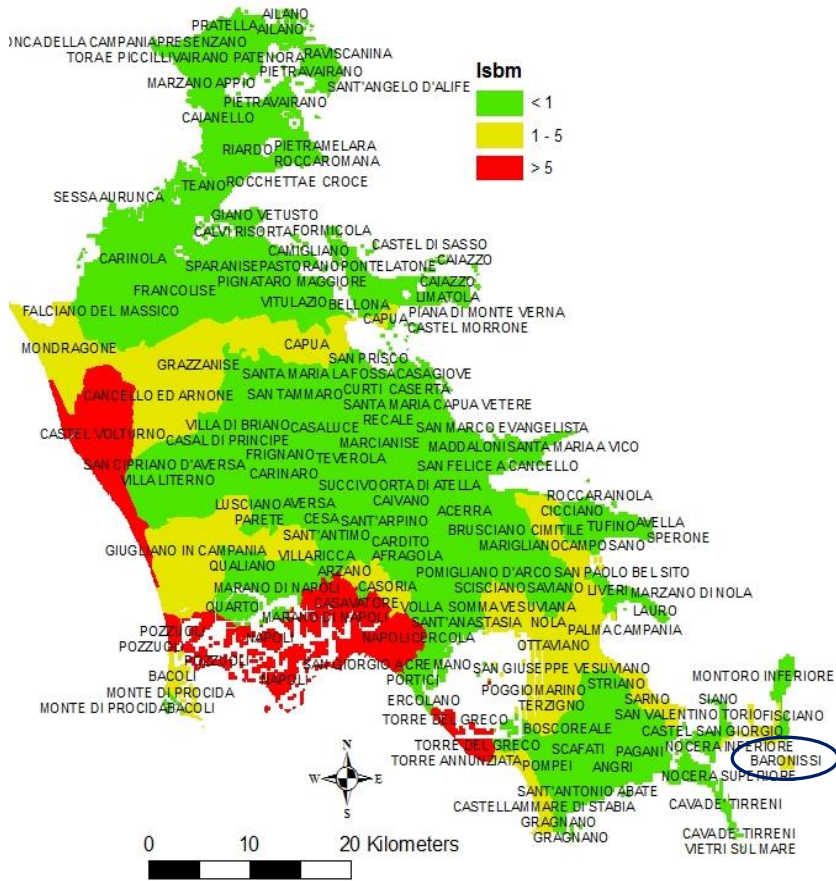 AILANO
PRATELLA
AILANO
ONCA DELLA CAMPANIA PRESENZANO
TORA E PICCILLI VAIRANO PATENORA
RAVISCANINA
PIETRAVAIRANO
MARZANO APPIO
SANT'ANGELO D'ALIFE
PIETRAVAIRANO
CAIANELLO
RIARDO
PIETRAMELARA
ROCCAROMANA
TEANO
ROCCHETTA E CROCE
SESSA AURUNCA
GIANO VETUSTO
CALVI RISORTA
FORMICOLA
CARINOLA
CAMIGLIANO
CASTEL DI SASSO
SPARANISE PASTORANO PONTELATONE
CAIAZZO
FRANCOLISE
PIGNATARO MAGGIORE
CAIAZZO
VITULAZIO
BELLONA
LIMATOLA
FALCIANO DEL MASSICO
CAPUA
PIANA DI MONTE VERNA
CASTEL MORRONE
MONDRAGONE
CAPUA
GRAZZANISE
SAN PRISCO
SANTA MARIA LA FOSSA CASAGIOVE
CANCELLO ED ARNONE
SAN TAMMARO
CURTI
CASERTA
SANTA MARIA CAPUA VETERE
VILLA DI BRIANO
CASALUCE
RECALE
CASTEL VOLTURNO
CASAL DI PRINCIPE
MARCIANISE
SAN MARCO EVANGELISTA
FRIGNANO
TEVEROLA
MADDALONI SANTA MARIA A VICO
SAN CIPRIANO D'AVERSA
CARINARO
SAN FELICE A CANCELLO
VILLA LITERNO
SUCCIVO ORTA DI ATELLA
LUSCIANO AVERSA
CAIVANO
ROCCARAINOLA
PARETE
CESA
SANT'ARPINO
ACERRA
CICCIANO
SANT'ANTIMO
CARDITO
BRUSCIANO
CIMITILE
TUFINO
AVELLA
SPERONE
GIUGLIANO IN CAMPANIA
VILLARICCA
AFRAGOLA
MARIGLIANO
CAMPOSANO
QUALIANO
ARZANO
POMIGLIANO D'ARCO
SAN PAOLO BEL SITO
MARANO DI NAPOLI
CASORIA
SCISCIANO
SAVIANO
LIVERI
MARZANO DI NOLA
QUARTO
CASAVATORE
VOLLA
SOMMA VESUVIANA
LAURO
MARANO DI NAPOLI
SANT'ANASTASIA
NOLA
PALMA CAMPANIA
POZZUOLI
NAPOLI
NAPOLI
CERCOLA
OTTAVIANO
POZZUOLI
POZZUOLI
SAN GIORGIO A CREMANO
SAN GIUSEPPE VESUVIANO
MONTORO INFERIORE
BACOLI
NAPOLI
PORTICI
STRIANO
MONTE DI PROCIDA
POGGIOMARINO
SARNO
SIANO
MONTE DI PROCIDA
BACOLI
ERCOLANO
TERZIGNO
SAN VALENTINO TORIO
FISCIANO
TORRE DEL GRECO
BOSCOREALE
CASTEL SAN GIORGIO
TORRE DEL GRECO
SCAFATI
PAGANI
NOCERA INFERIORE
TORRE ANNUNZIATA
POMPEI
ANGRI
BARONISSI
NOCERA SUPERIORE
SANT'ANTONIO ABATE
CASTELLAMMARE DI STABIA
CAVA DE' TIRRENI
GRAGNANO
GRAGNANO
CAVA DE' TIRRENI
VIETRI SUL MARE
Isbm
< 1
1 - 5
> 5
N
W E
S
0 10 20 Kilometers